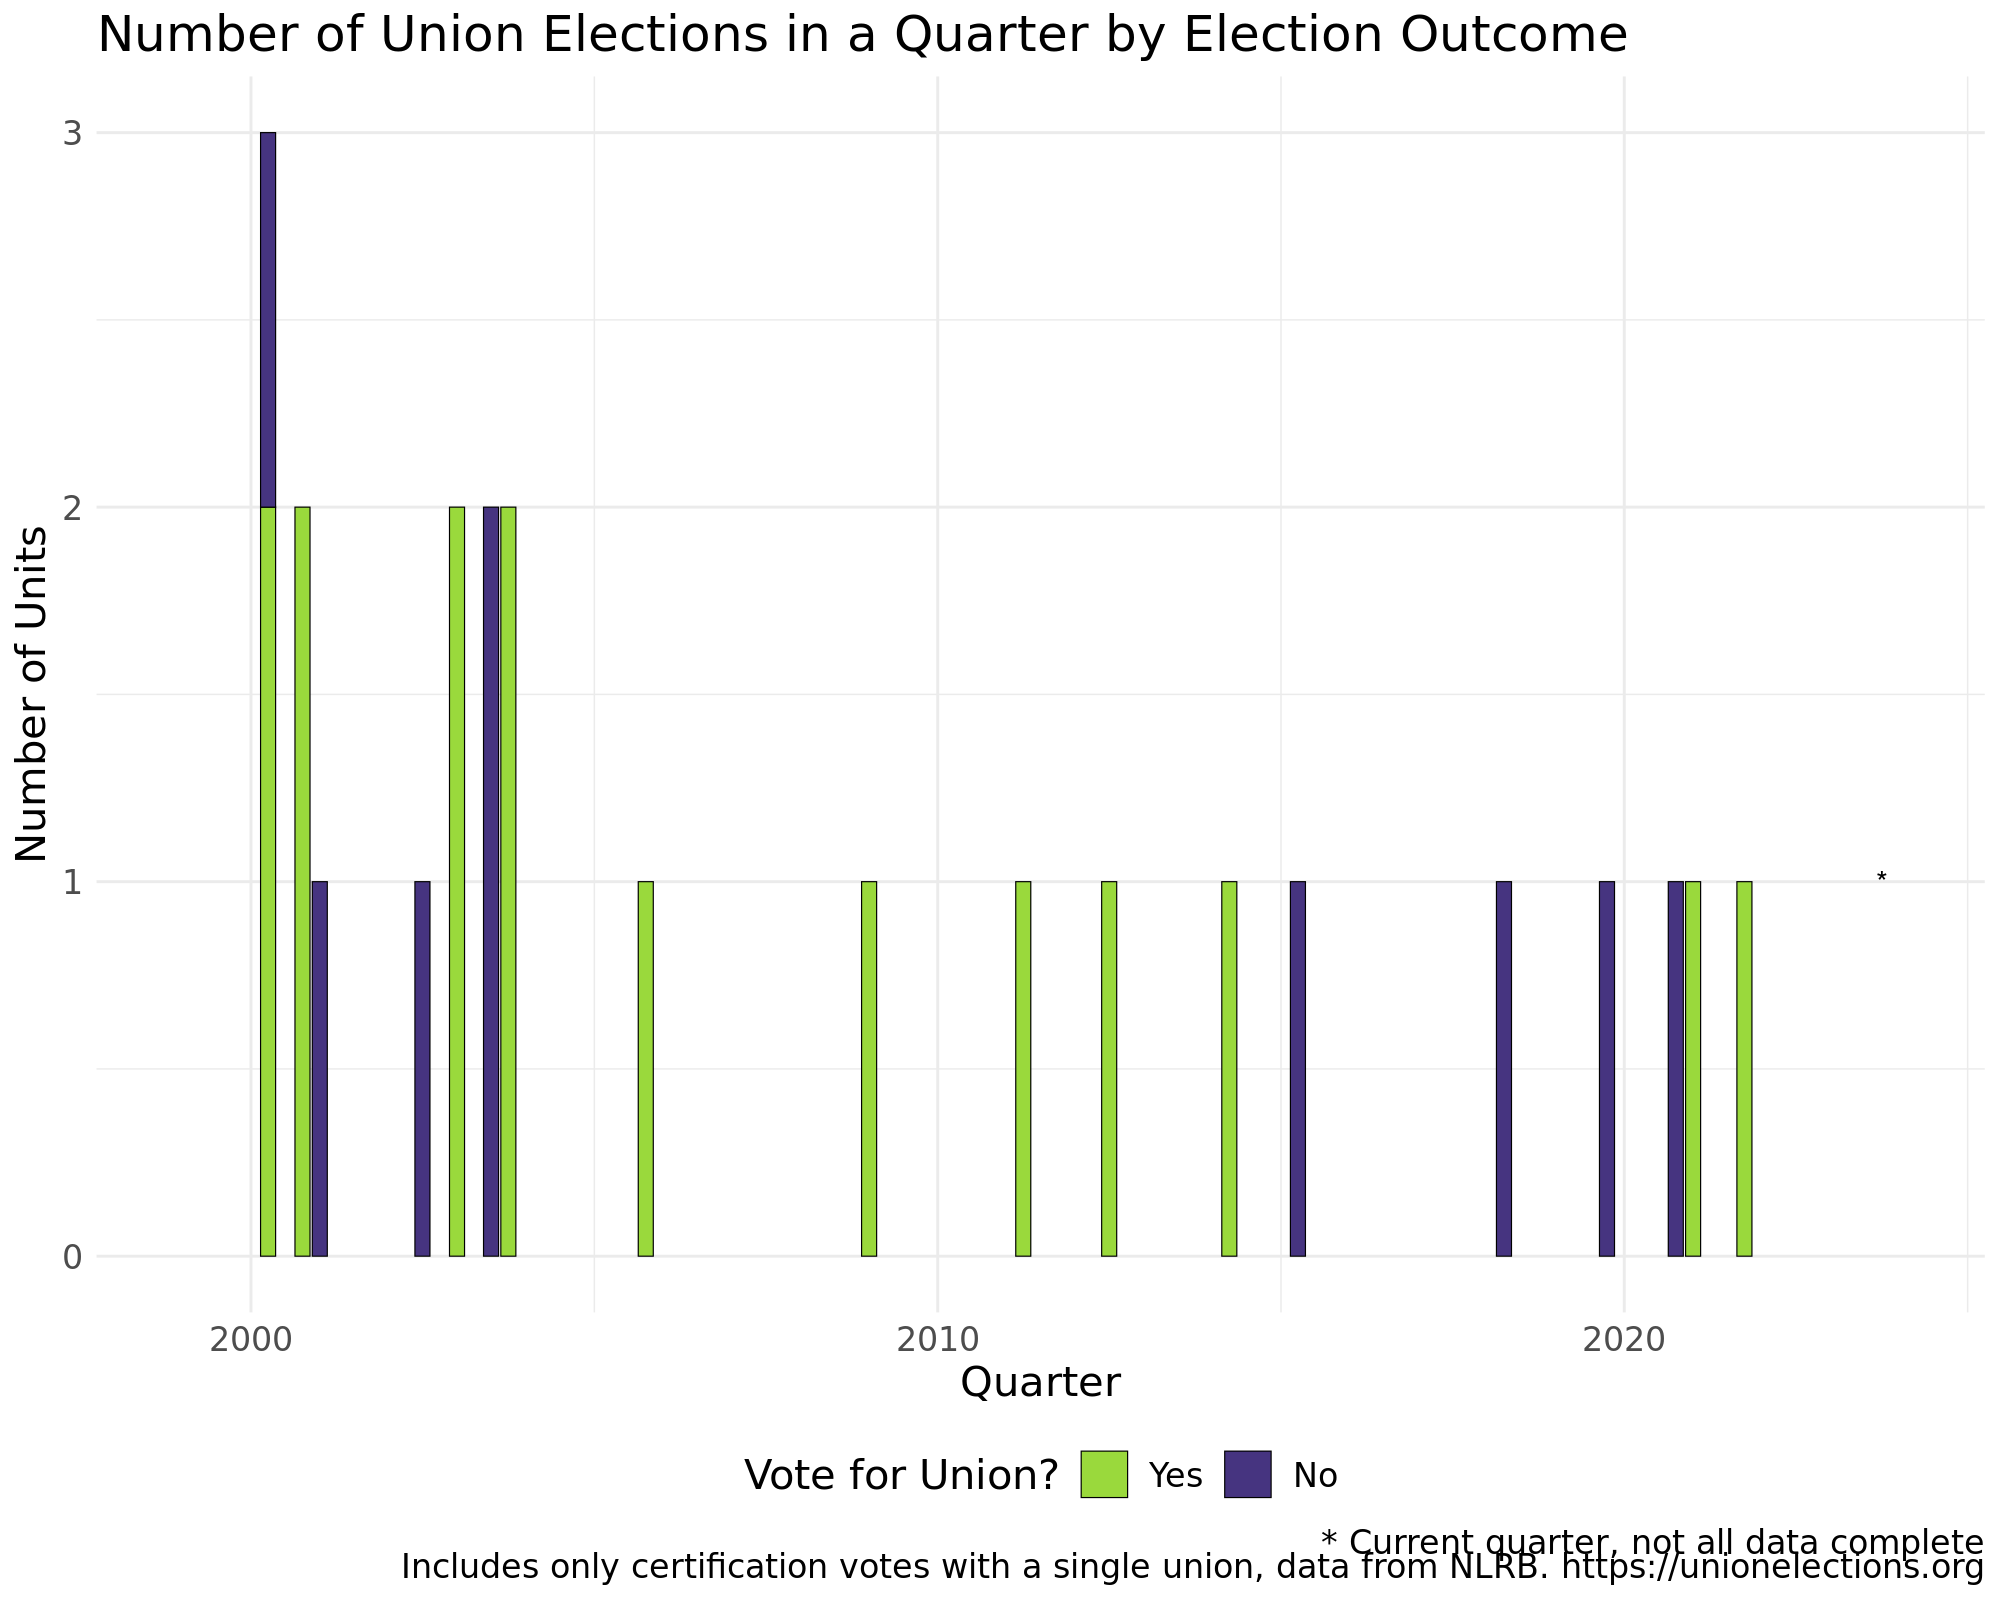 Number of Union Elections in a Quarter by Election Outcome
Number of Units
3
2
1
0
*
2000
2010
2020
Quarter
Vote for Union?
Yes
No
* Current quarter, not all data complete
Includes only certification votes with a single union, data from NLRB. https://unionelections.org